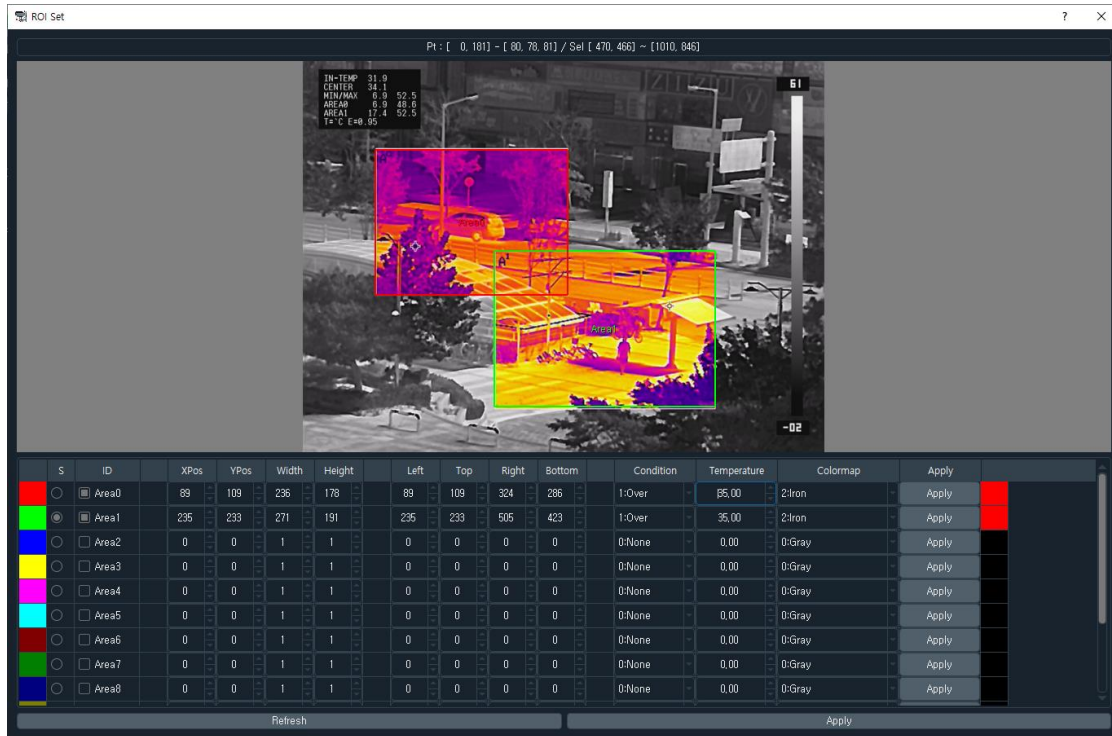 ROI Set ?
Pt : [ 0, 181] - [ 80, 78, 81] / Sel [ 470, 466] ~ [1010, 846]
IN-TEMP 31.9
CENTER 34.1
MIN/MAX 6.9 52.5
AREA0 6.9 48.6
AREA1 17.4 52.5
T=°C E=0.95
61
Area0
A¹
Area1
-02
S ID XPos YPos Width Height Left Top Right Bottom Condition Temperature Colormap Apply
Area0 89 109 236 178 89 109 324 286 1:Over 35,00 2:Iron Apply
Area1 235 233 271 191 235 233 505 423 1:Over 35,00 2:Iron Apply
Area2 0 0 1 1 0 0 0 0 0:None 0,00 0:Gray Apply
Area3 0 0 1 1 0 0 0 0 0:None 0,00 0:Gray Apply
Area4 0 0 1 1 0 0 0 0 0:None 0,00 0:Gray Apply
Area5 0 0 1 1 0 0 0 0 0:None 0,00 0:Gray Apply
Area6 0 0 1 1 0 0 0 0 0:None 0,00 0:Gray Apply
Area7 0 0 1 1 0 0 0 0 0:None 0,00 0:Gray Apply
Area8 0 0 1 1 0 0 0 0 0:None 0,00 0:Gray Apply
Refresh Apply